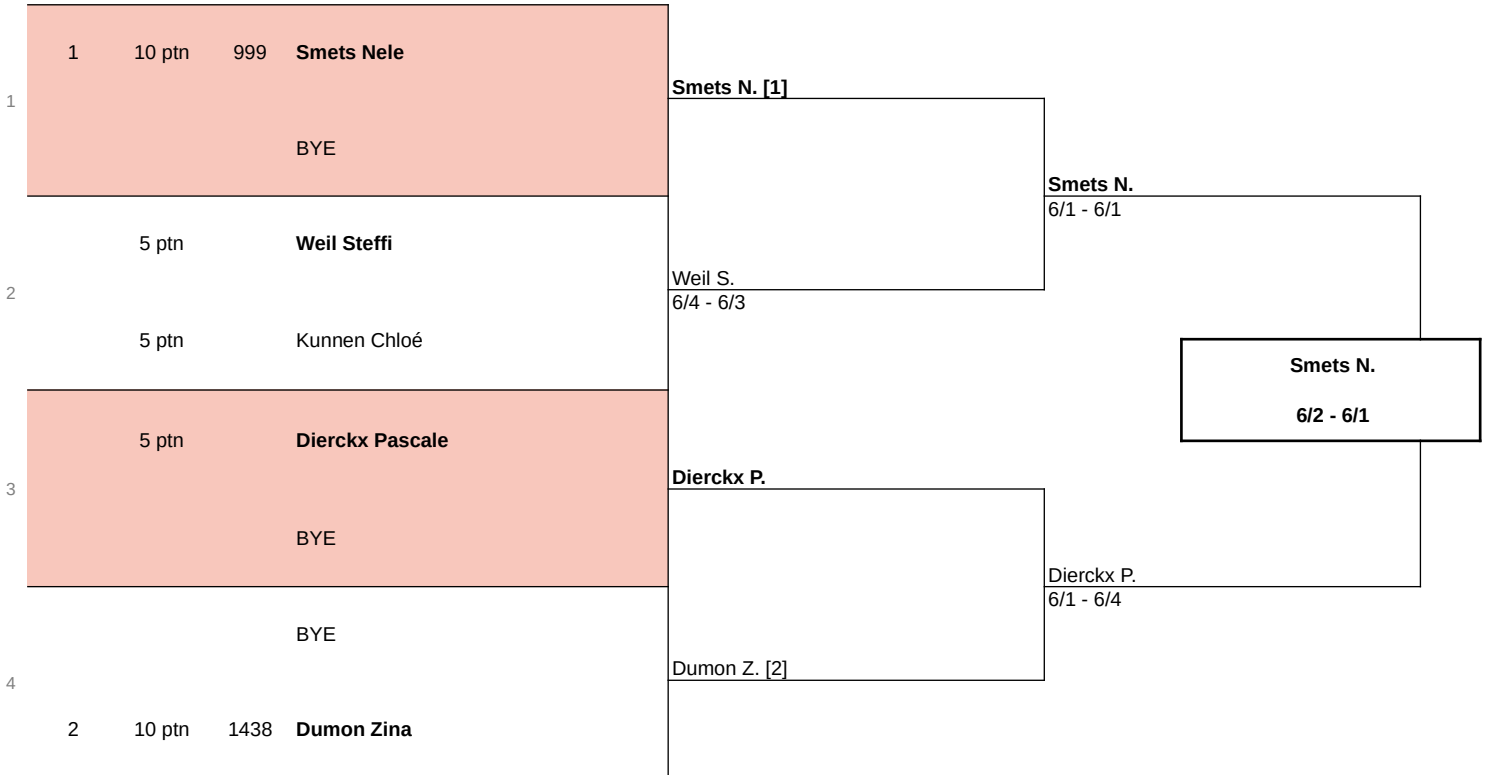 1 10 ptn 999 Smets Nele
Smets N. [1]
1
BYE
Smets N.
6/1 - 6/1
5 ptn Weil Steffi
Weil S.
2
6/4 - 6/3
5 ptn Kunnen Chloé
Smets N.
6/2 - 6/1
5 ptn Dierckx Pascale
Dierckx P.
3
BYE
Dierckx P.
6/1 - 6/4
BYE
Dumon Z. [2]
4
2 10 ptn 1438 Dumon Zina